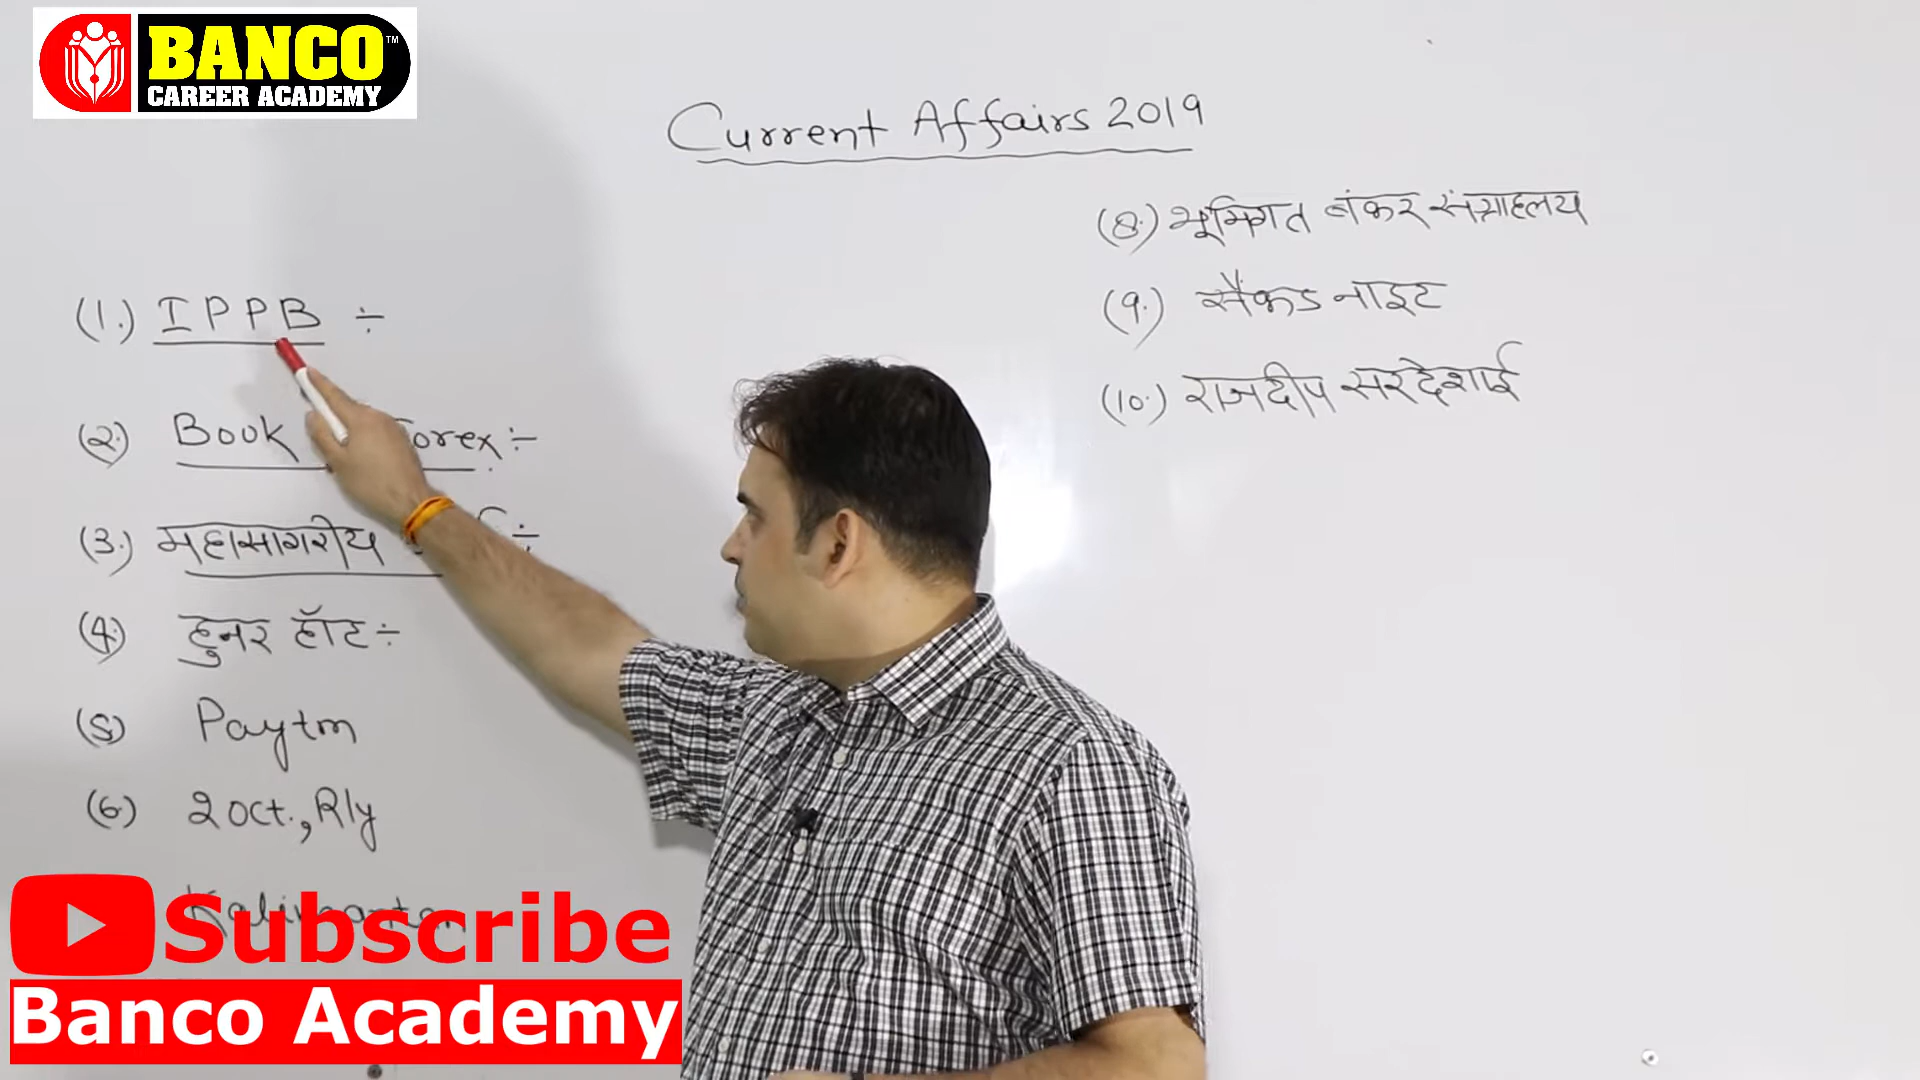 BANCO™
CAREER ACADEMY
Current Affairs 2019
(1.) IPPB ÷
(2.) Book orex :-
(3.) महासागरीय ÷
(4.) हुनर हॉट ÷
(5) Paytm
(6.) 2 oct., Rly
(8.) भूमिगत बंकर संग्राहलय
(9.) सैंकड नाइट
(10.) राजदीप सरदेशाई
Subscribe
Banco Academy